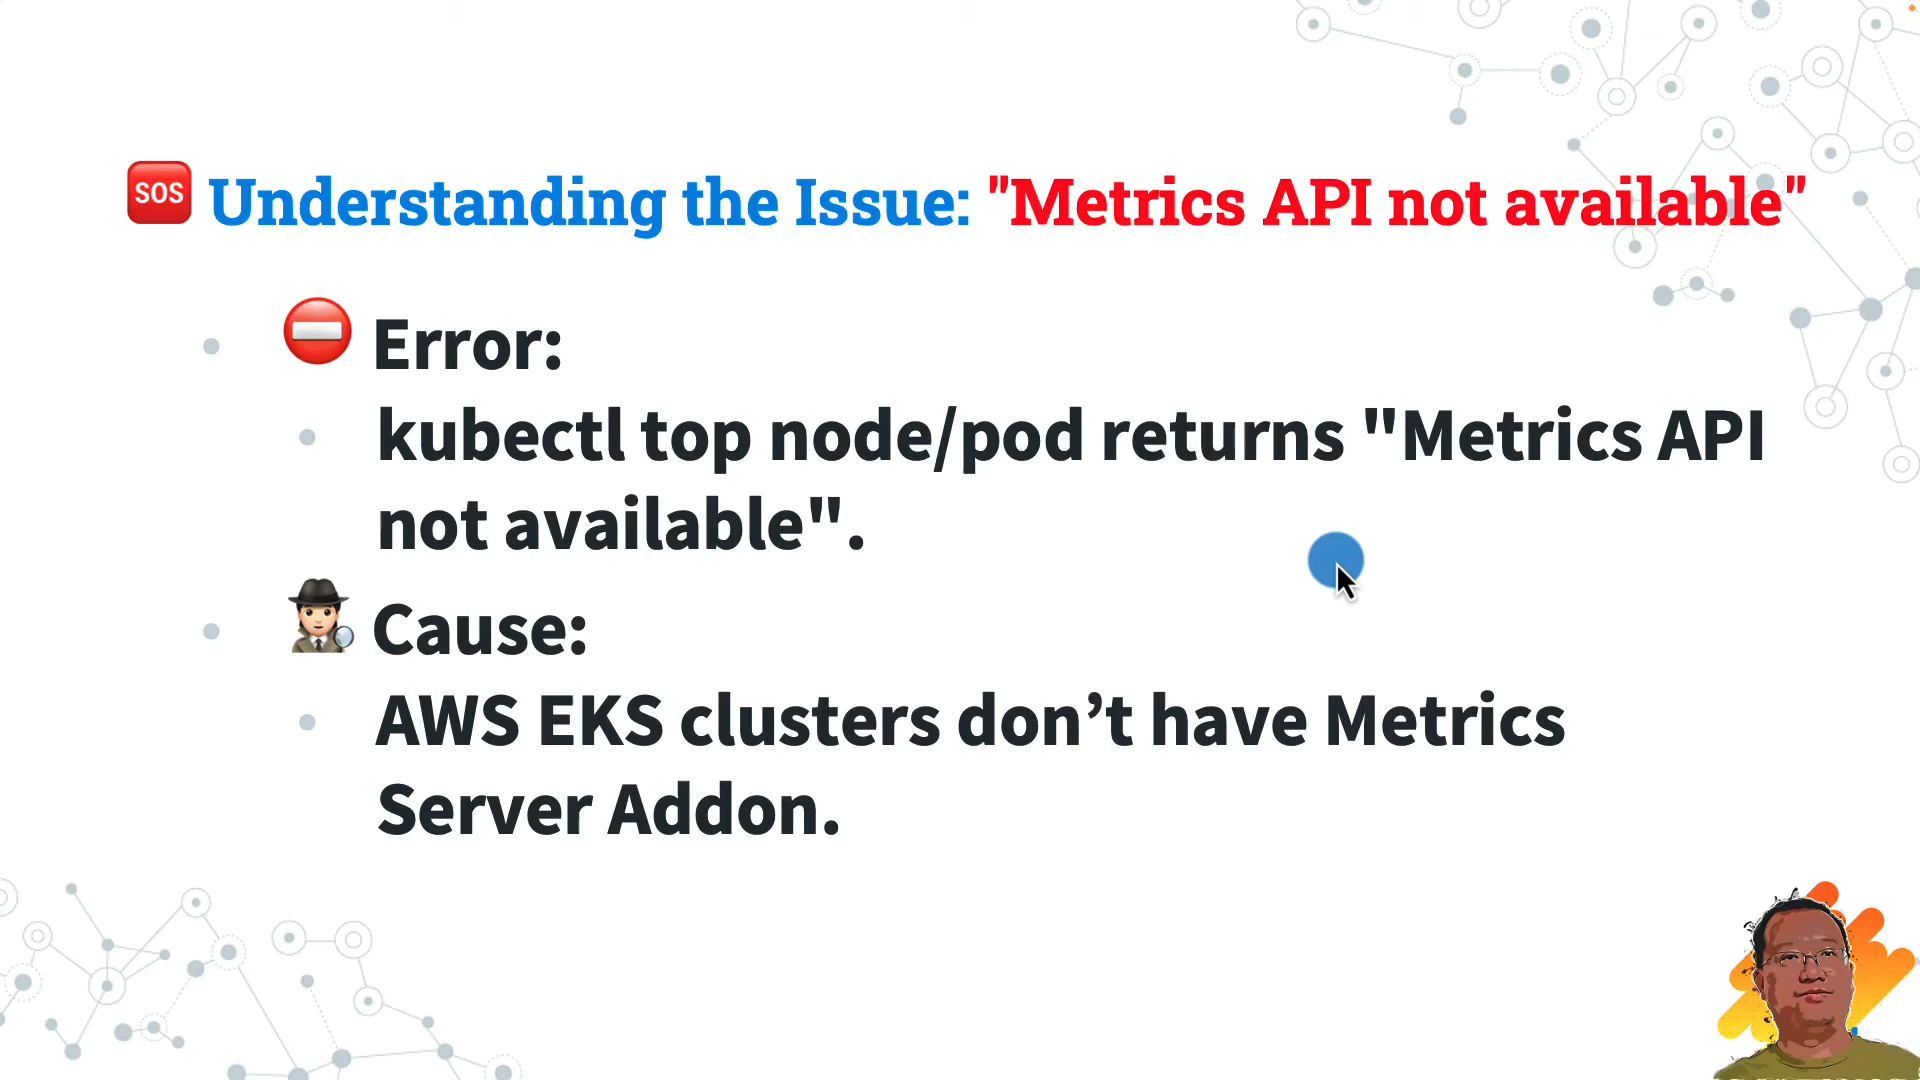 SOS Understanding the Issue: "Metrics API not available"
Error:
kubectl top node/pod returns "Metrics API
not available".
Cause:
AWS EKS clusters don’t have Metrics
Server Addon.